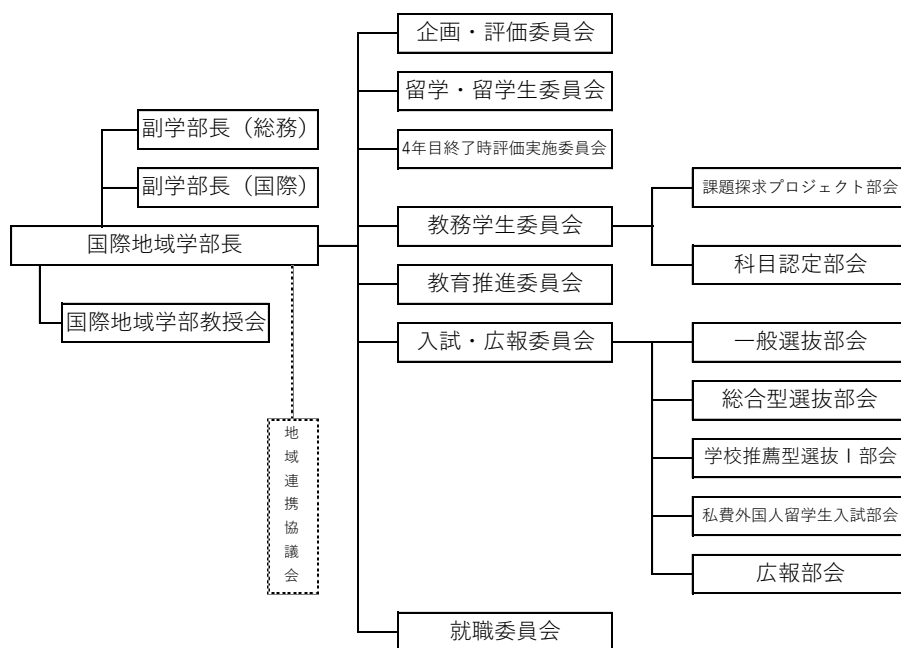 企画・評価委員会
留学・留学生委員会
副学部長（総務）
4年目終了時評価実施委員会
副学部長（国際）
課題探求プロジェクト部会
教務学生委員会
国際地域学部長
科目認定部会
教育推進委員会
国際地域学部教授会
入試・広報委員会
一般選抜部会
総合型選抜部会
地域連携協議会
学校推薦型選抜Ⅰ部会
私費外国人留学生入試部会
広報部会
就職委員会